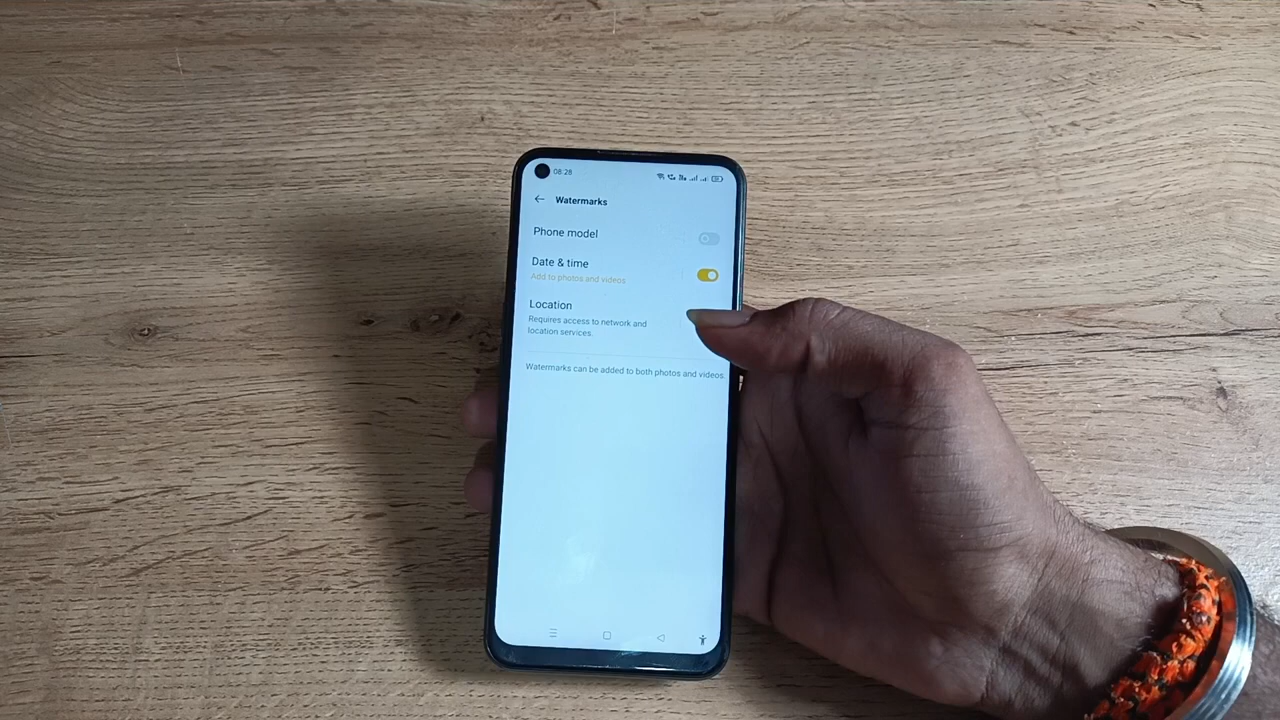 08:28
Watermarks
Phone model
Date & time
Add to photos and videos
Location
Requires access to network and
location services.
Watermarks can be added to both photos and videos.